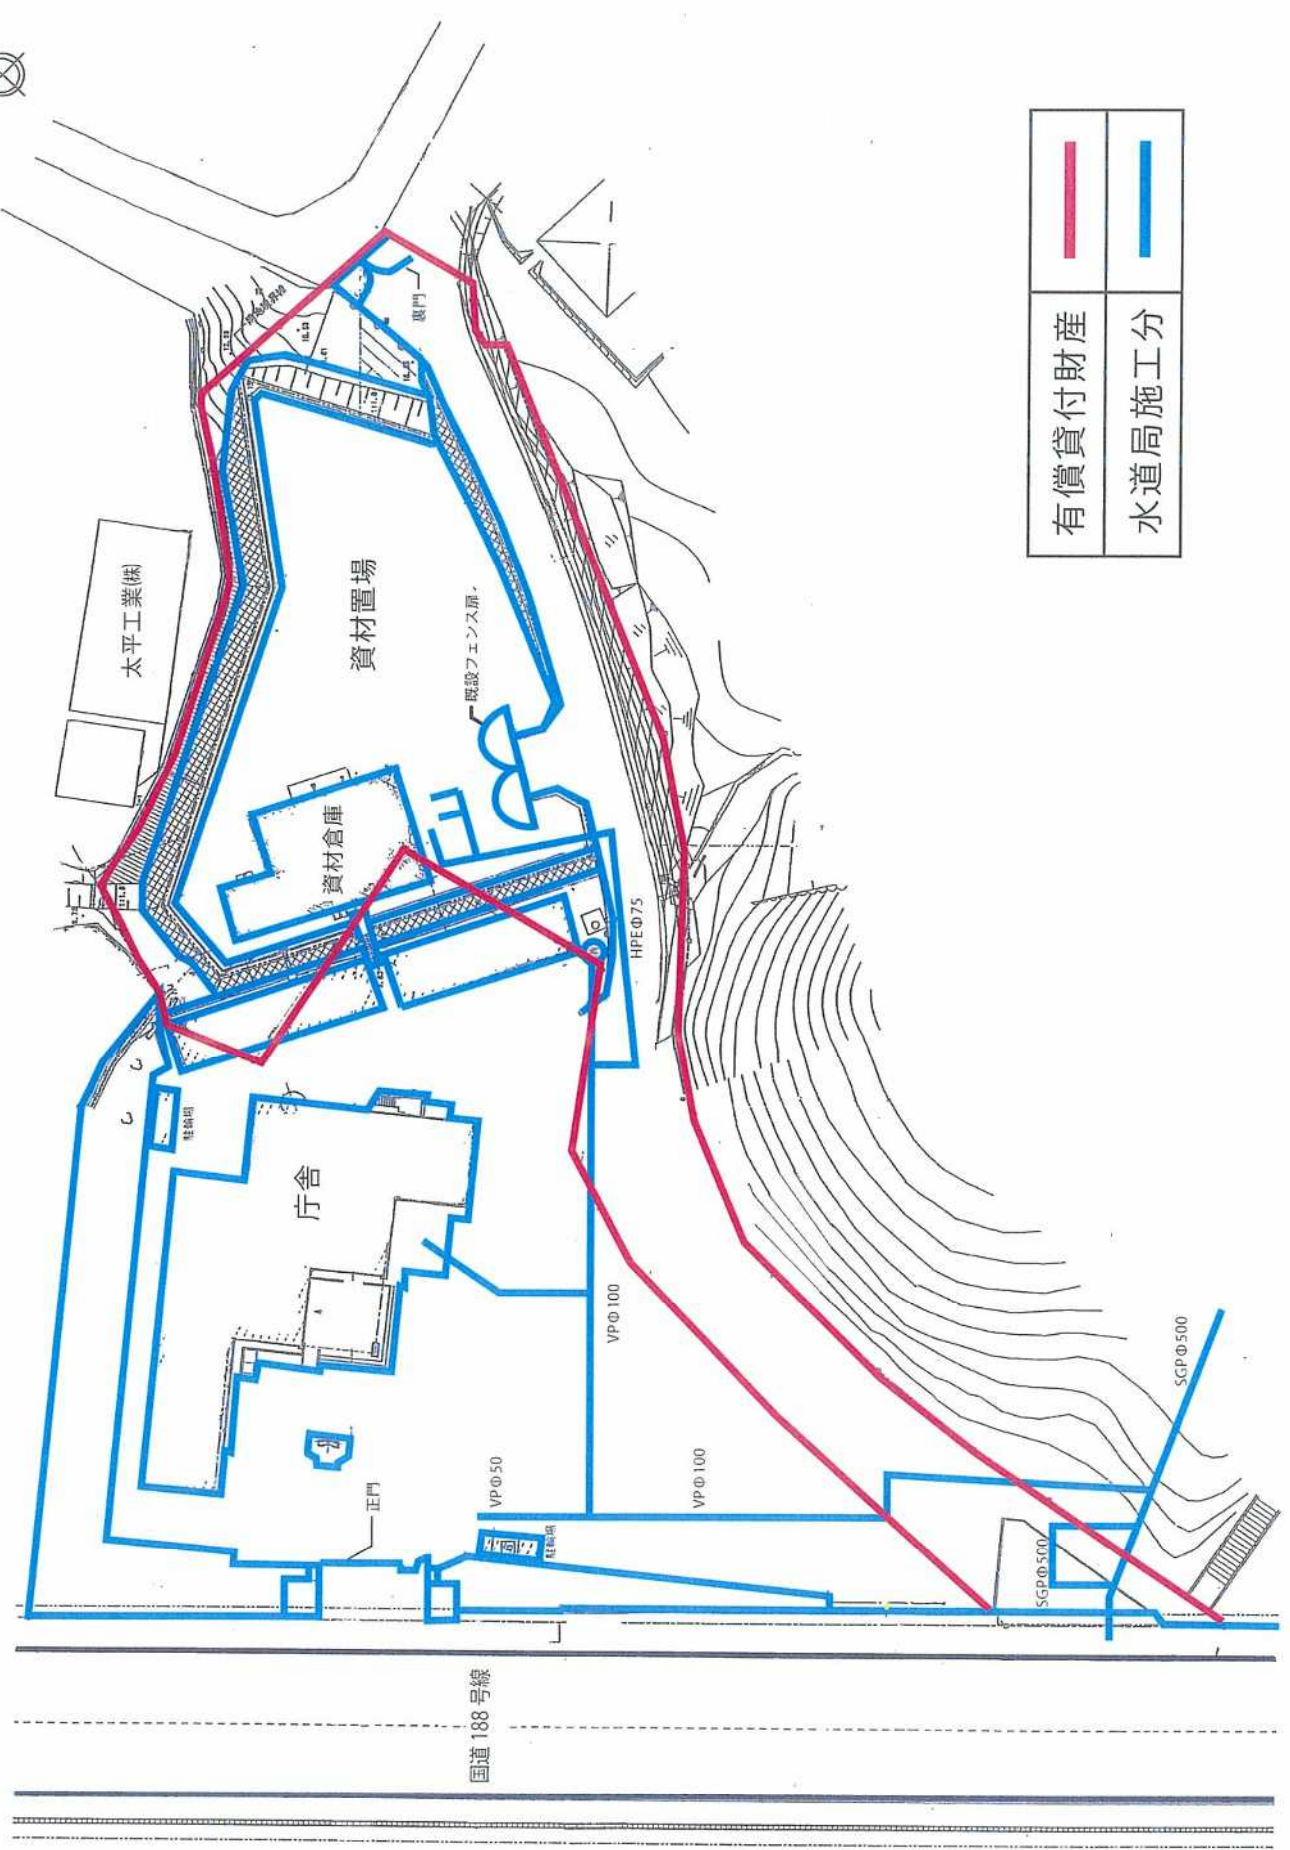 有償貸付財産
水道局施工分
太平工業(株)
裏門
資材置場
既設フェンス扉
資材倉庫
HPEΦ75
駐輪場
庁舎
VPΦ100
VPΦ50
VPΦ100
正門
駐輪場
SGPΦ500
SGPΦ500
国道188号線